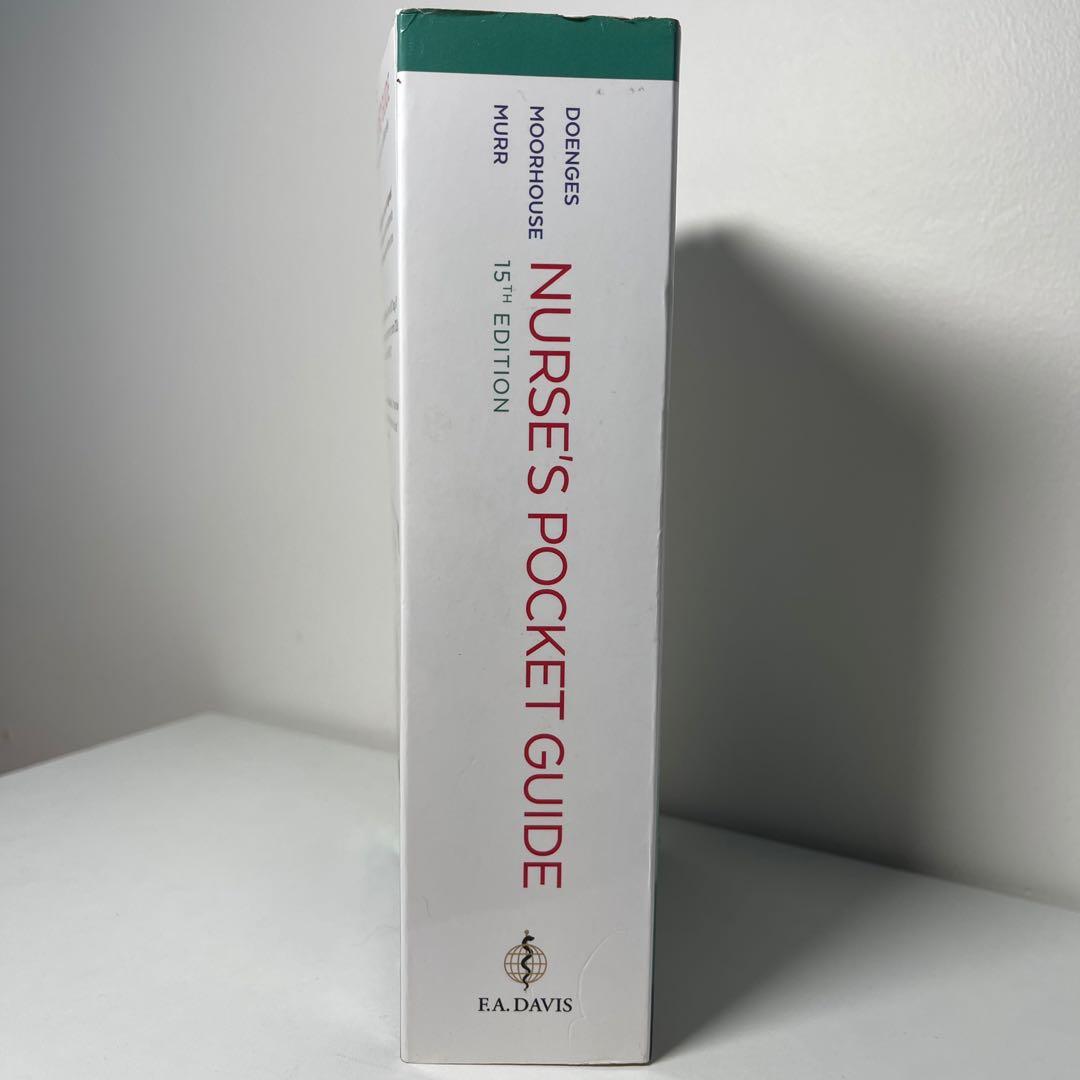 DOENGES
MOORHOUSE
MURR
NURSE'S POCKET GUIDE
15TH EDITION
F.A. DAVIS